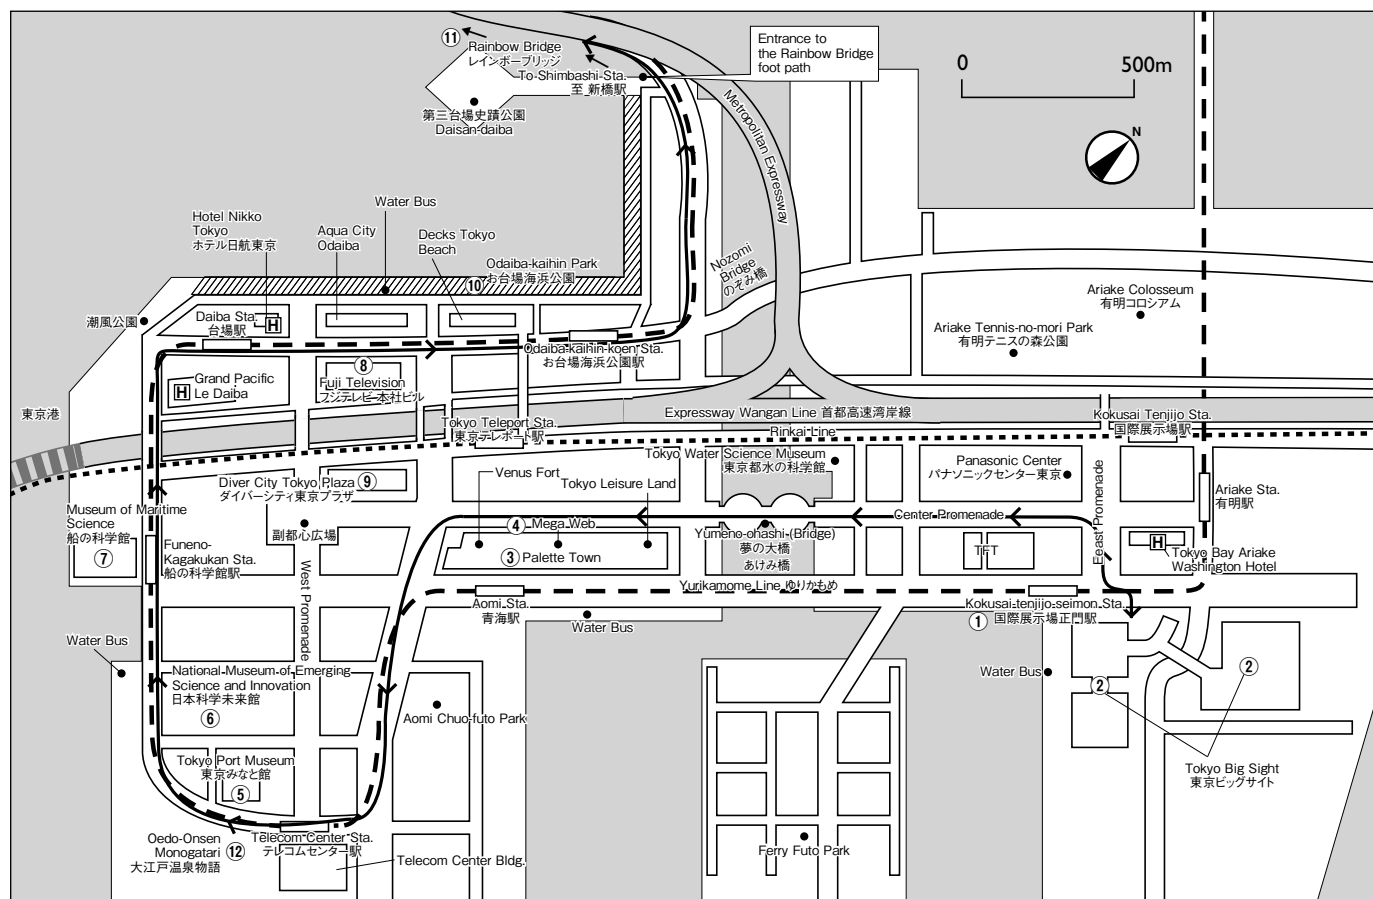 ⑪
Rainbow Bridge
レインボーブリッジ
To Shimbashi Sta.
至 新橋駅
Entrance to
the Rainbow Bridge
foot path
0
500m
N
第三台場史蹟公園
Daisan-daiba
Metropolitan Expressway
Water Bus
Hotel Nikko
Tokyo
ホテル日航東京
Aqua City
Odaiba
Decks Tokyo
Beach
Odaiba-kaihin Park
⑩ お台場海浜公園
Nozomi
Bridge
のぞみ橋
Ariake Colosseum
有明コロシアム
Ariake Tennis-no-mori Park
有明テニスの森公園
潮風公園
Daiba Sta.
台場駅
H
Odaiba-kaihin-koen Sta.
お台場海浜公園駅
⑧
Fuji Television
フジテレビ本社ビル
H
Grand Pacific
Le Daiba
東京港
Tokyo Teleport Sta.
東京テレポート駅
Expressway Wangan Line 首都高速湾岸線
Rinkai Line
Kokusai Tenjijo Sta.
国際展示場駅
Tokyo Water Science Museum
東京都水の科学館
Panasonic Center
パナソニックセンター東京
Venus Fort
Tokyo Leisure Land
Diver City Tokyo Plaza
ダイバーシティ東京プラザ
⑨
Ariake Sta.
有明駅
Museum of Maritime
Science
船の科学館
⑦
Funeno-
Kagakukan Sta.
船の科学館駅
副都心広場
West Promenade
④ Mega Web
③ Palette Town
Yumeno-ohashi (Bridge)
夢の大橋
あけみ橋
Center Promenade
TFT
Eeast Promenade
H
Tokyo Bay Ariake
Washington Hotel
Yurikamome Line ゆりかもめ
Aomi Sta.
青海駅
Water Bus
Kokusai-tenjijo-seimon Sta.
① 国際展示場正門駅
Water Bus
Water Bus
②
②
Tokyo Big Sight
東京ビッグサイト
National Museum of Emerging
Science and Innovation
日本科学未来館
⑥
Aomi Chuo-futo Park
Tokyo Port Museum
東京みなと館
⑤
Oedo-Onsen
Monogatari
大江戸温泉物語
⑫
Telecom Center Sta.
テレコムセンター駅
Telecom Center Bldg.
Ferry Futo Park